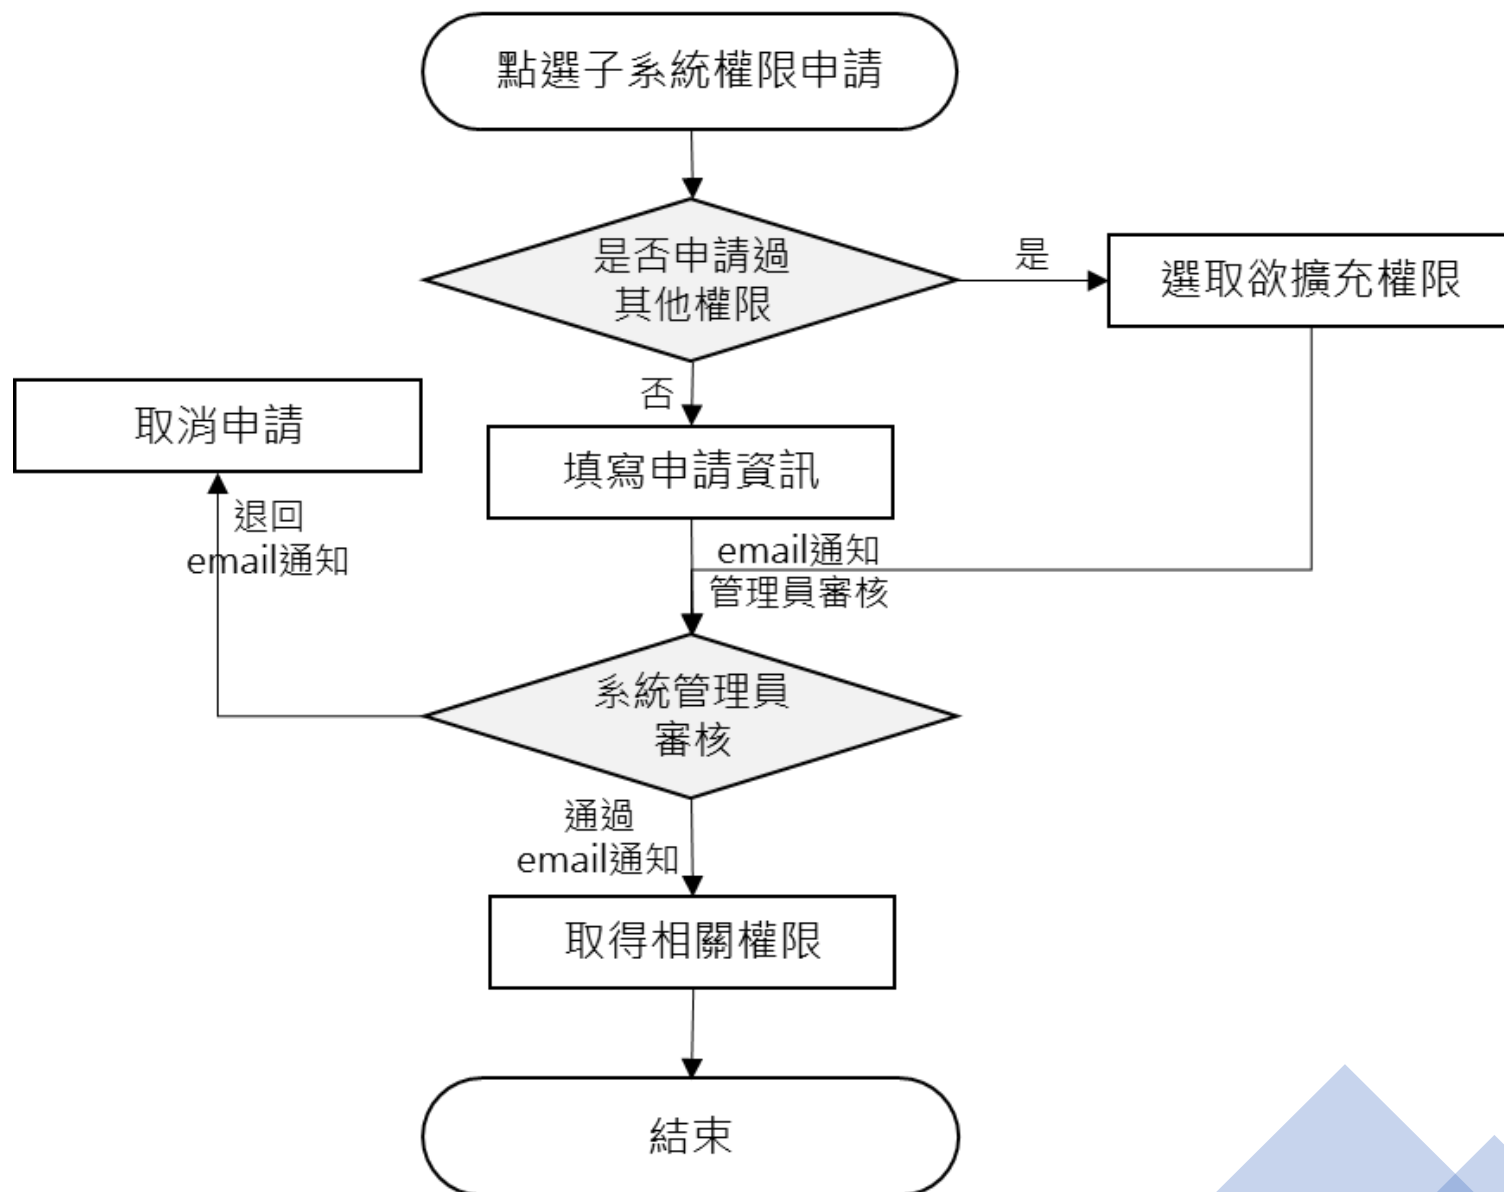 點選子系統權限申請
是否申請過
其他權限
是
選取欲擴充權限
否
取消申請
填寫申請資訊
退回
email通知
email通知
管理員審核
系統管理員
審核
通過
email通知
取得相關權限
結束